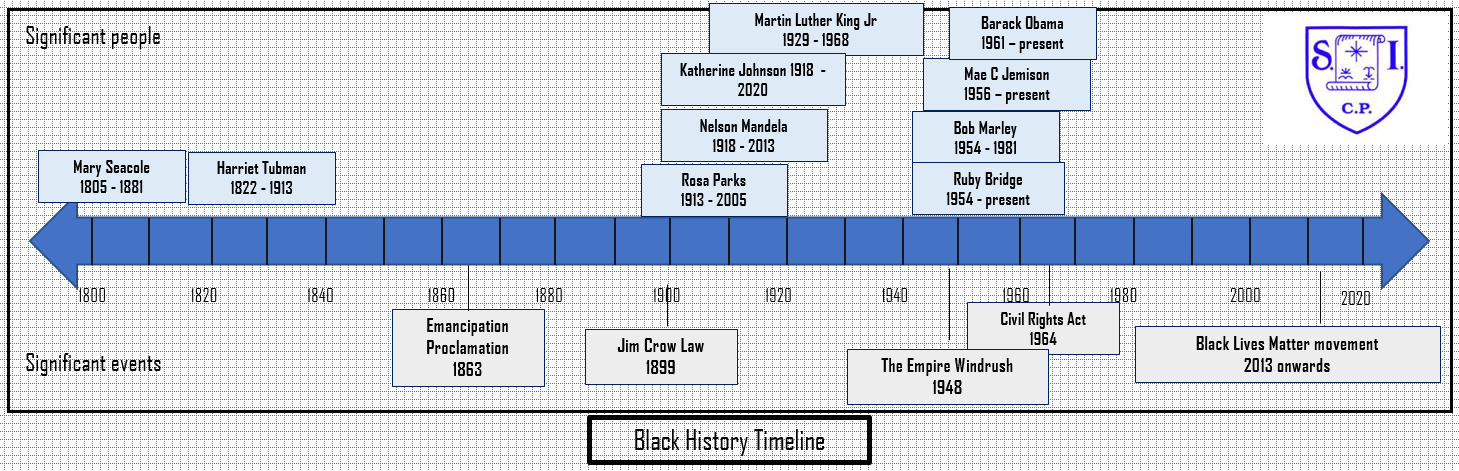 Significant people
Martin Luther King Jr
1929 - 1968
Barack Obama
1961 – present
Katherine Johnson 1918 -
2020
Mae C Jemison
1956 – present
Nelson Mandela
1918 - 2013
Bob Marley
1954 - 1981
Mary Seacole
1805 - 1881
Harriet Tubman
1822 - 1913
Rosa Parks
1913 - 2005
Ruby Bridge
1954 - present
S. I.
C.P.
1800 1820 1840 1860 1880 1900 1920 1940 1960 1980 2000 2020
Significant events
Emancipation
Proclamation
1863
Jim Crow Law
1899
The Empire Windrush
1948
Civil Rights Act
1964
Black Lives Matter movement
2013 onwards
Black History Timeline